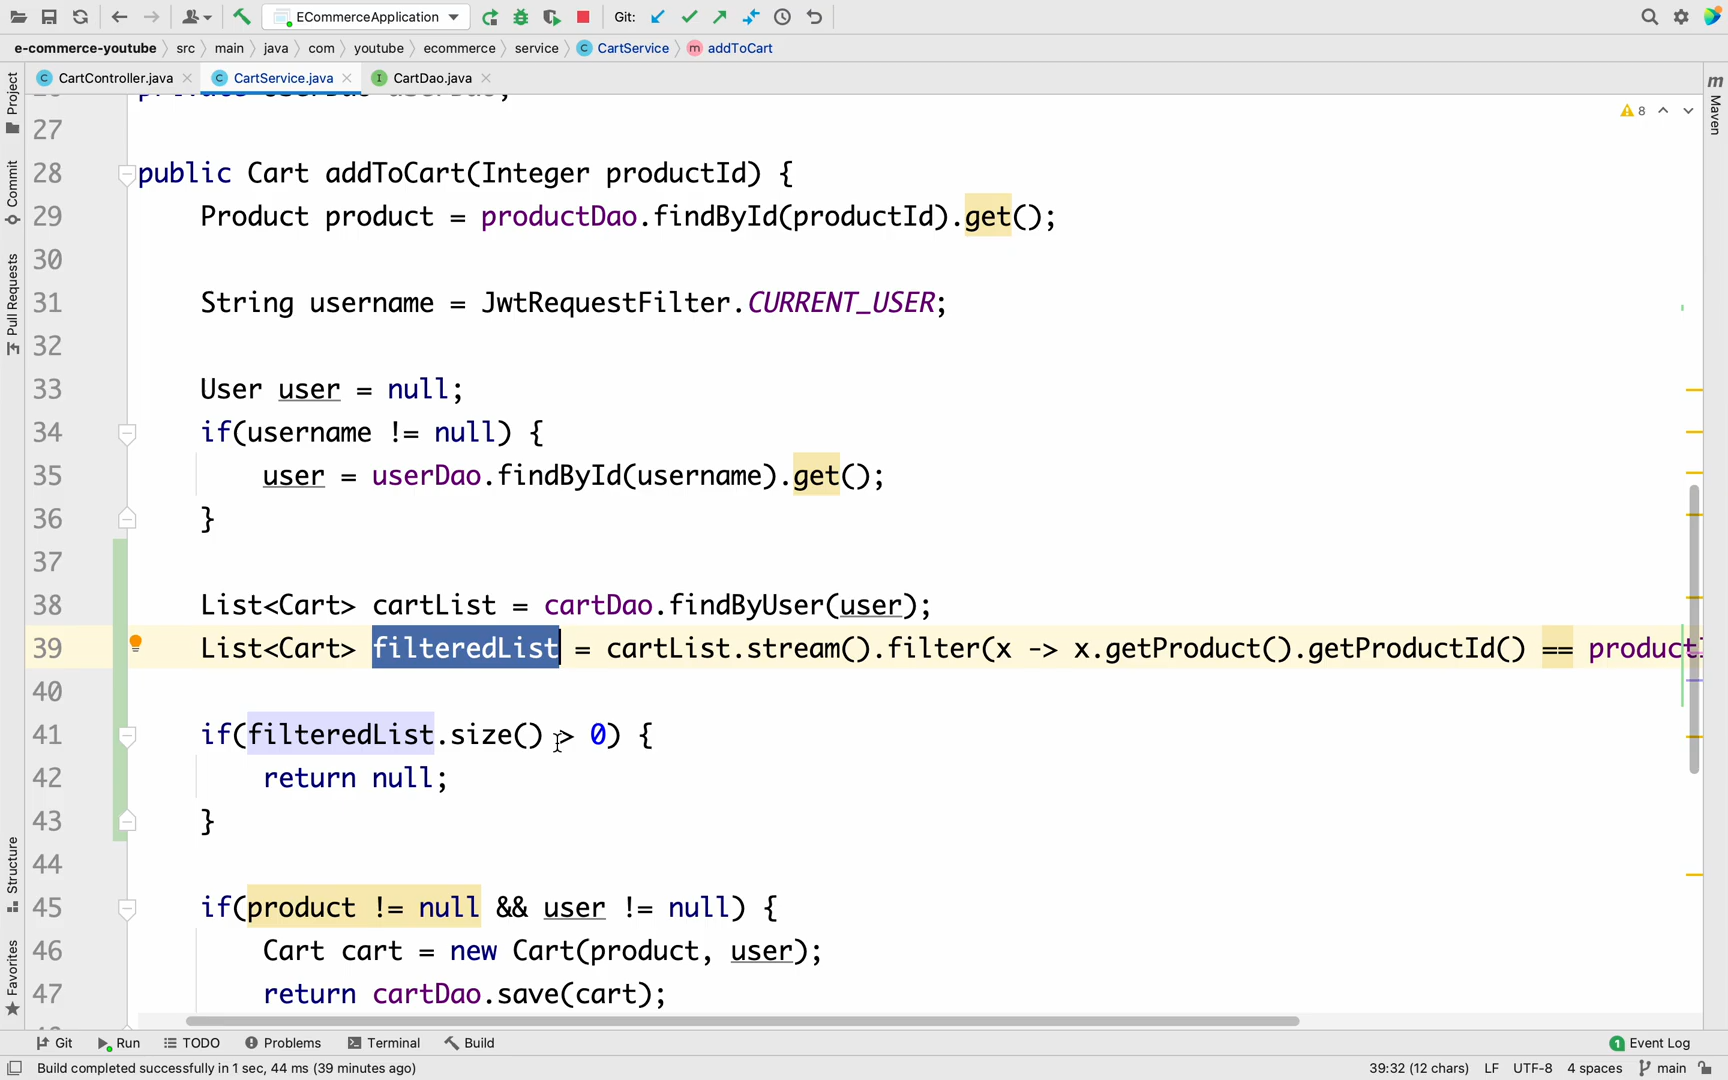 ECommerceApplication
Git:
e-commerce-youtube src main java com youtube ecommerce service CartService addToCart
CartController.java CartService.java CartDao.java
Project
Commit
Pull Requests
Structure
Favorites
Maven
8
27
28 public Cart addToCart(Integer productId) {
29 Product product = productDao.findById(productId).get();
30
31 String username = JwtRequestFilter.CURRENT_USER;
32
33 User user = null;
34 if(username != null) {
35 user = userDao.findById(username).get();
36 }
37
38 List<Cart> cartList = cartDao.findByUser(user);
39 List<Cart> filteredList = cartList.stream().filter(x -> x.getProduct().getProductId() == product
40
41 if(filteredList.size() > 0) {
42 return null;
43 }
44
45 if(product != null && user != null) {
46 Cart cart = new Cart(product, user);
47 return cartDao.save(cart);
Git Run TODO Problems Terminal Build 1 Event Log
Build completed successfully in 1 sec, 44 ms (39 minutes ago) 39:32 (12 chars) LF UTF-8 4 spaces main